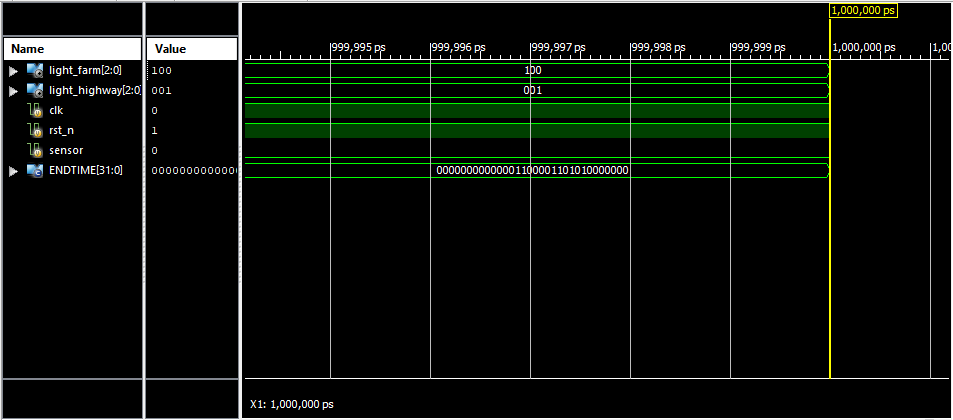 1,000,000 ps
Name Value
999,995 ps 999,996 ps 999,997 ps 999,998 ps 999,999 ps 1,000,000 ps 1,00
light_farm[2:0] 100 100
light_highway[2:0] 001 001
clk 0
rst_n 1
sensor 0
ENDTIME[31:0] 0000000000000 00000000000001100001101010000000
X1: 1,000,000 ps